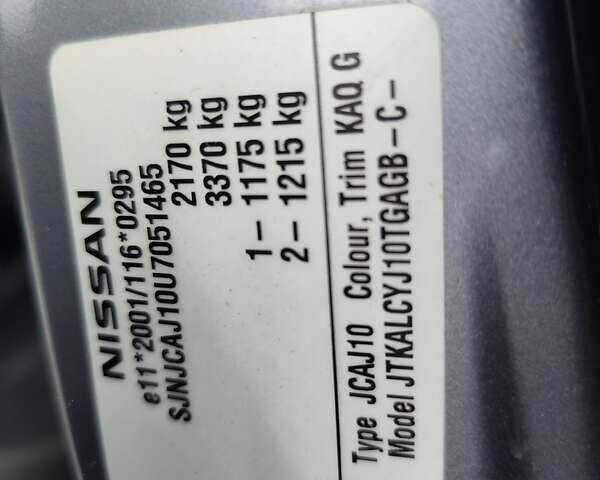 NISSAN
e11*2001/116*0295
SJNJCAJ10U7051465
2170 kg
3370 kg
1– 1175 kg
2– 1215 kg
Type JCAJ10 Colour, Trim KAQ G
Model JTKALCYJ10TGAGB–C–